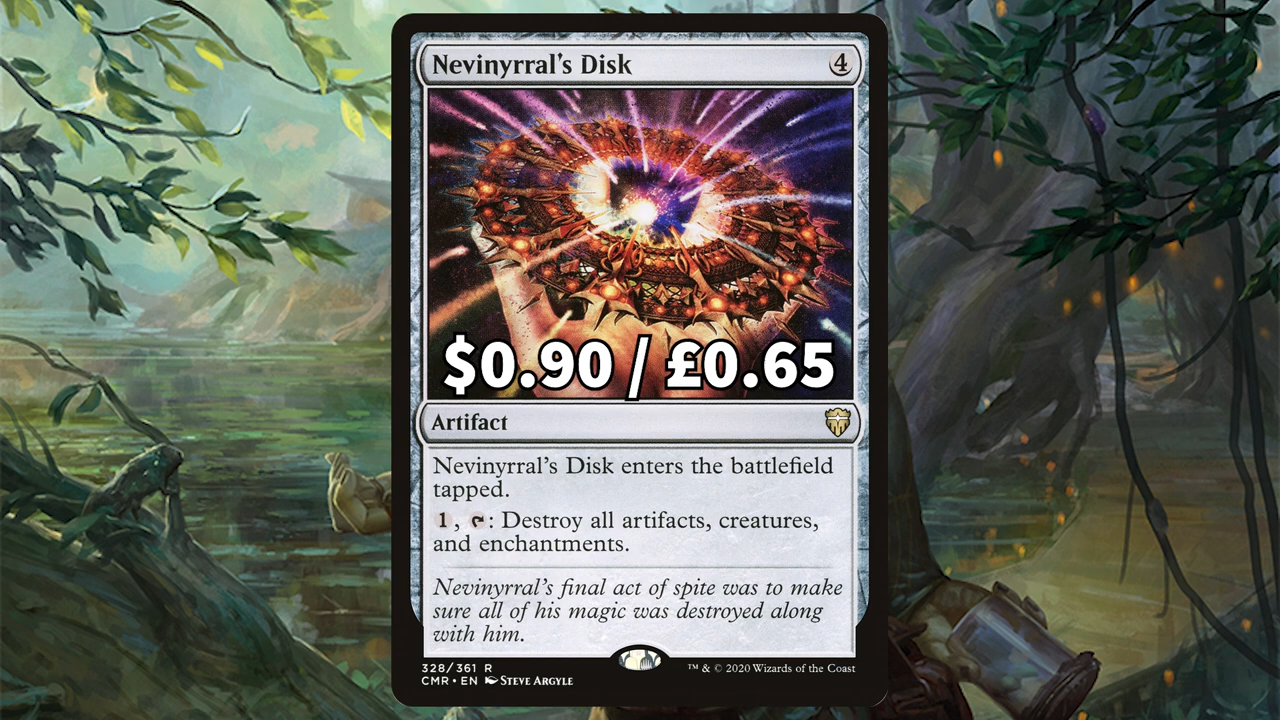 Nevinyrral's Disk 4
$0.90 / £0.65
Artifact
Nevinyrral's Disk enters the battlefield
tapped.
1, : Destroy all artifacts, creatures,
and enchantments.
Nevinyrral's final act of spite was to make
sure all of his magic was destroyed along
with him.
328/361 R
CMR • EN STEVE ARGYLE
™ & © 2020 Wizards of the Coast